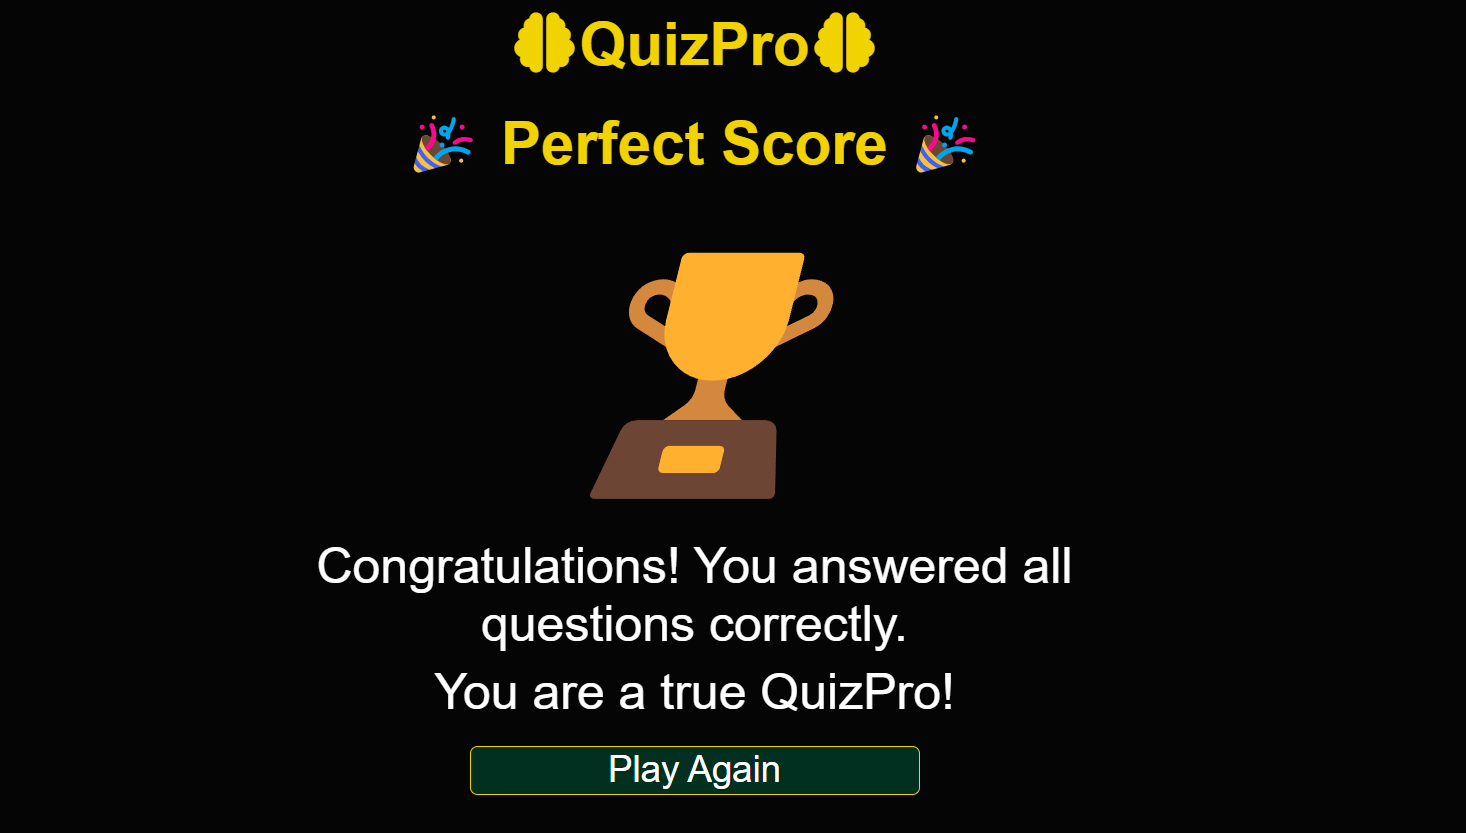 QuizPro
Perfect Score
Congratulations! You answered all
questions correctly.
You are a true QuizPro!
Play Again